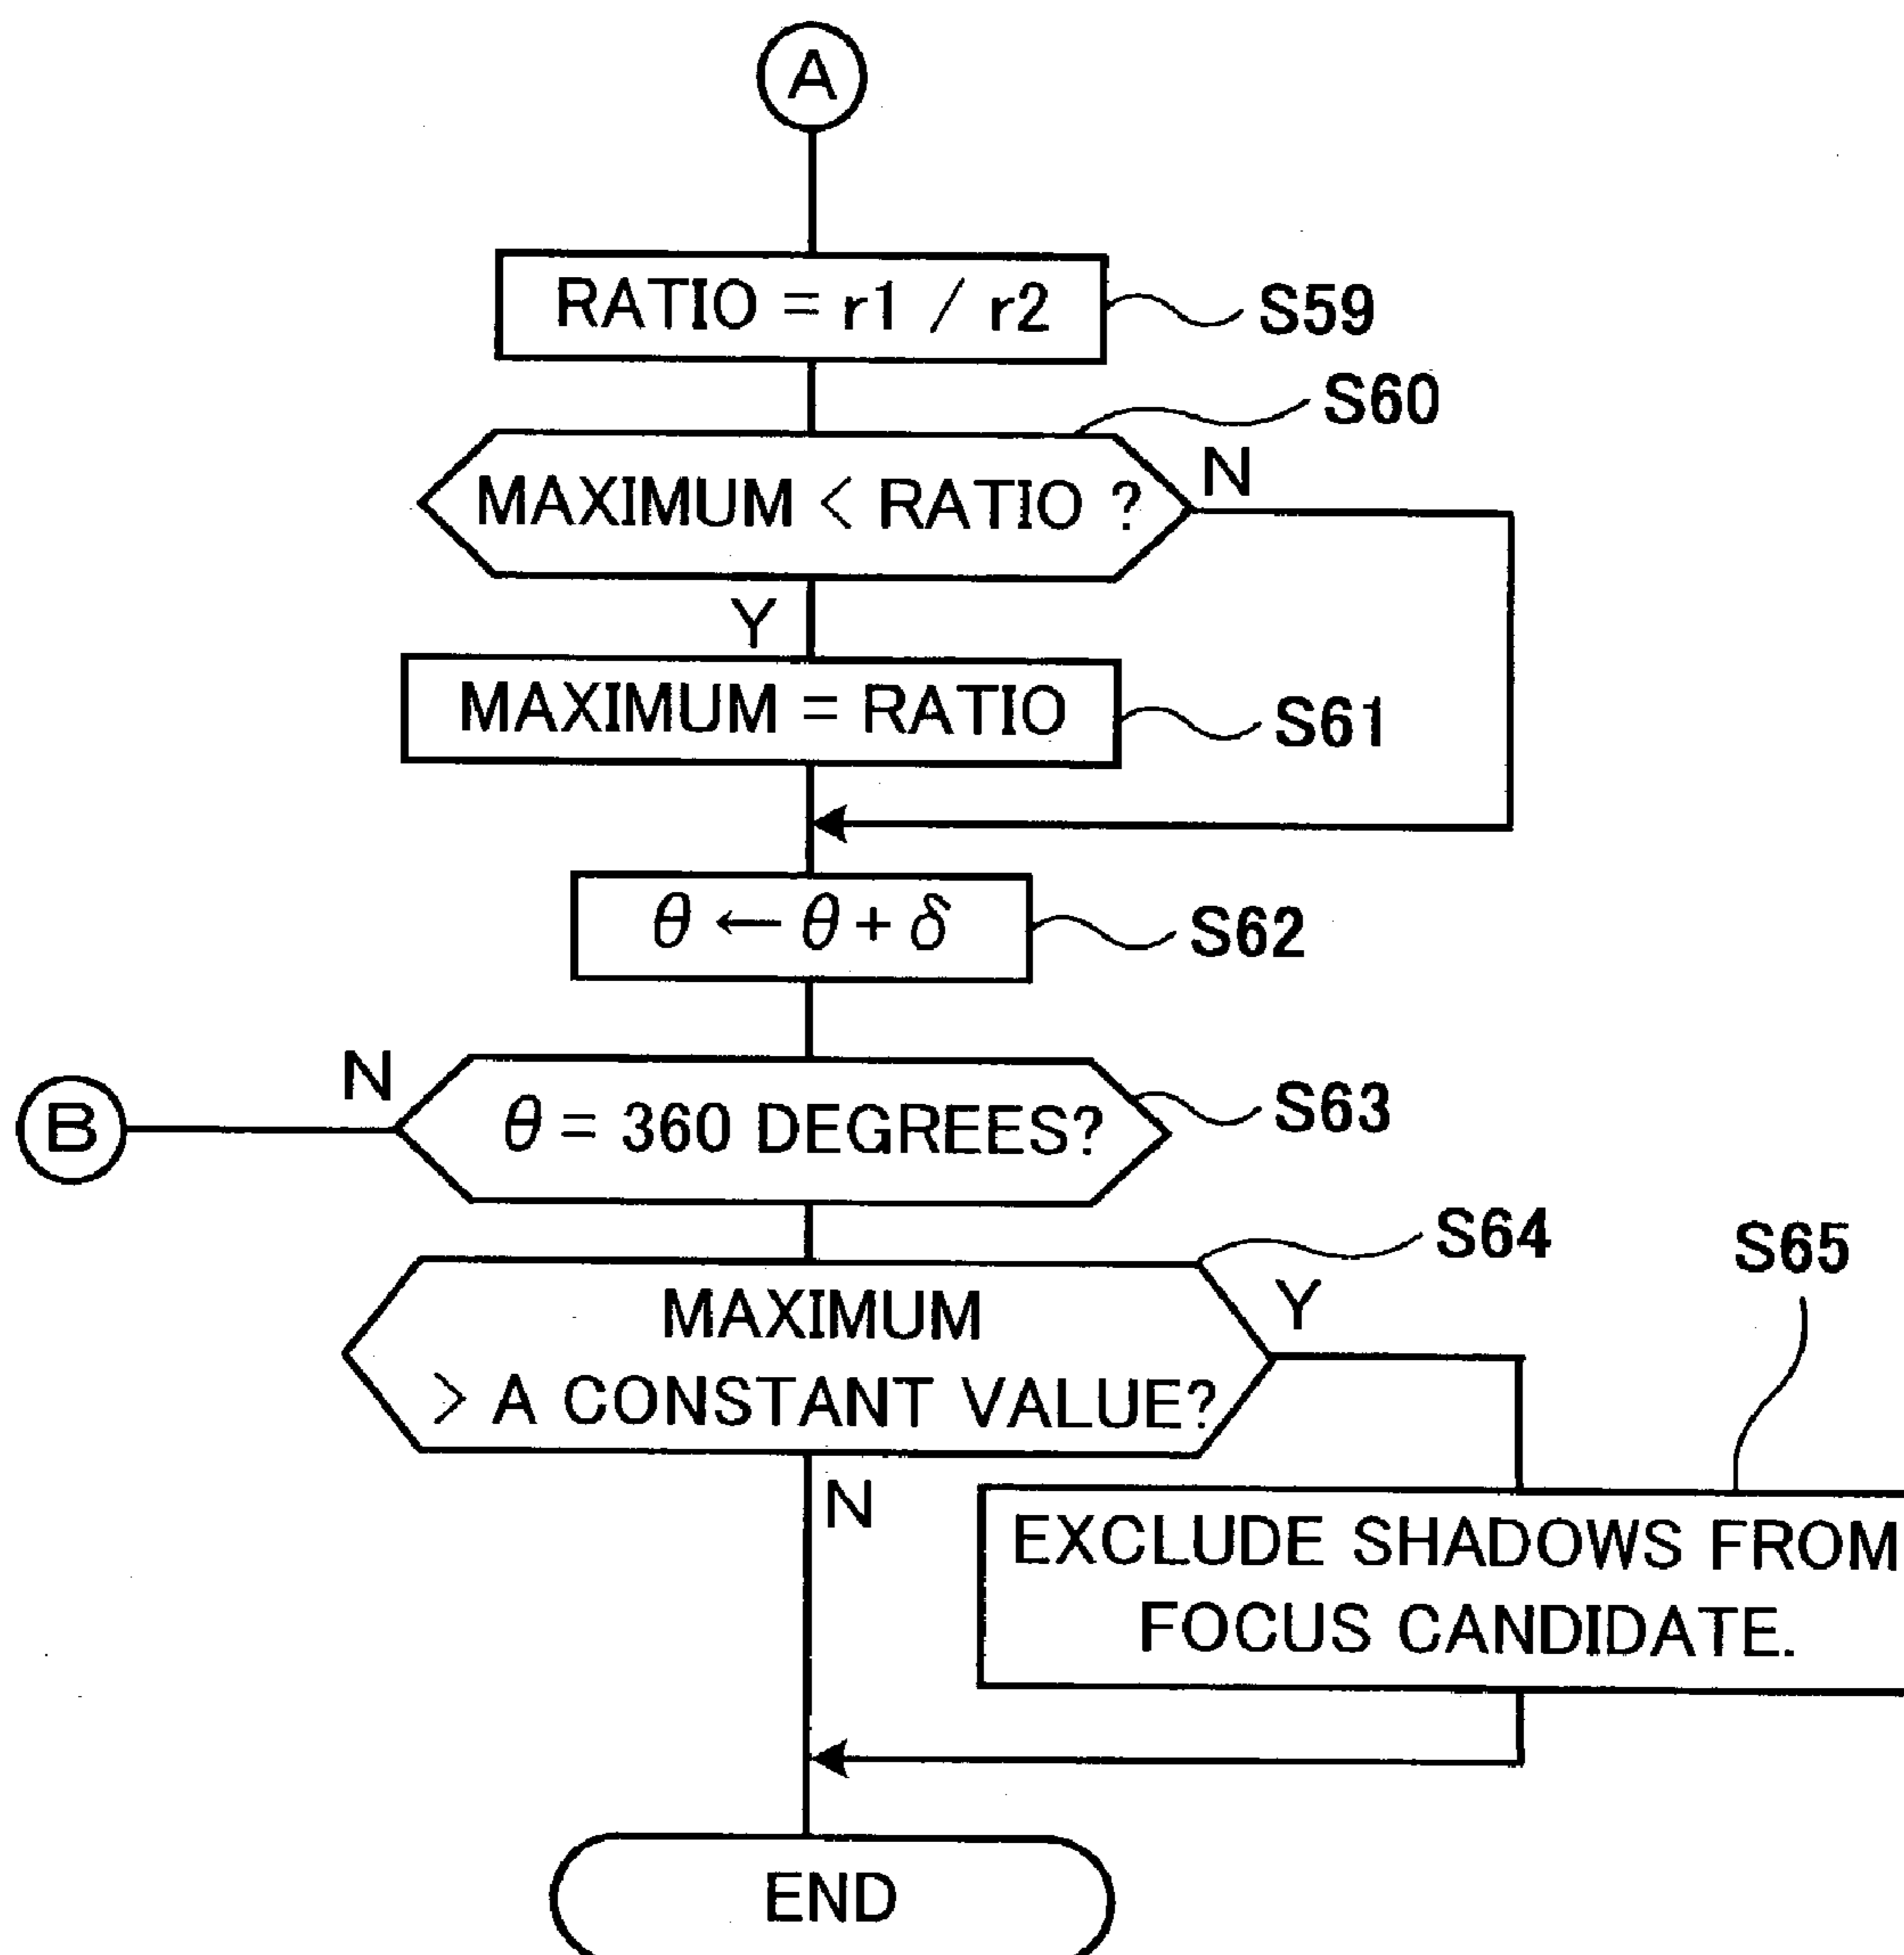 A
RATIO = r1 / r2
S59
S60
MAXIMUM < RATIO ?
N
Y
MAXIMUM = RATIO
S61
θ ← θ + δ
S62
N
B
θ = 360 DEGREES?
S63
S64
S65
MAXIMUM
> A CONSTANT VALUE?
Y
N
EXCLUDE SHADOWS FROM
FOCUS CANDIDATE.
END